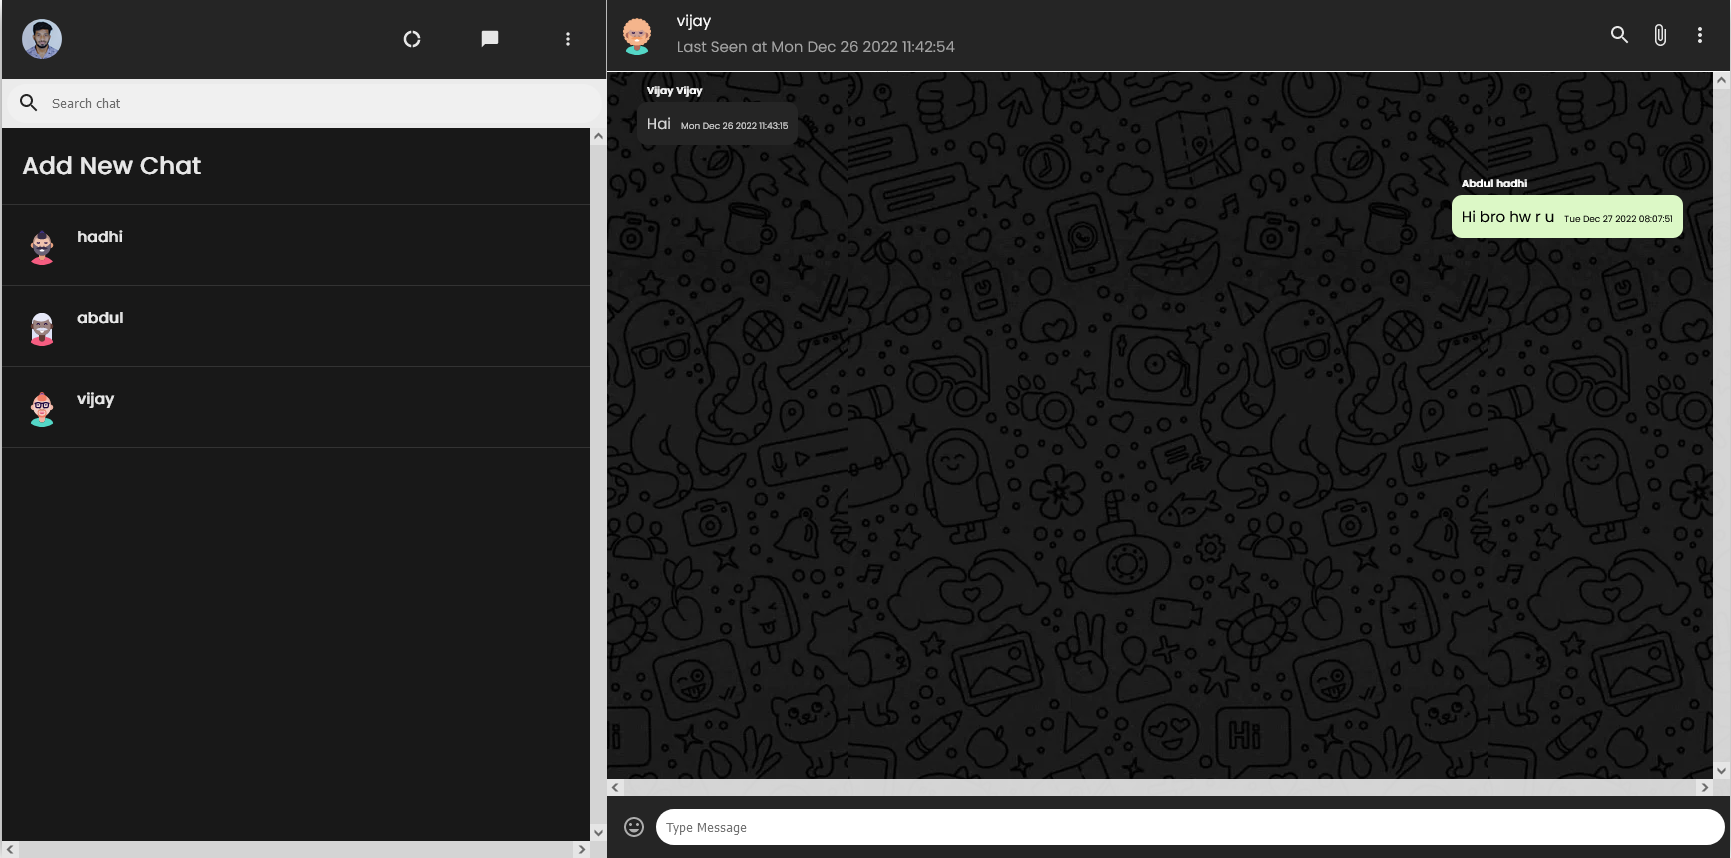 Search chat
Add New Chat
hadhi
abdul
vijay
vijay
Last Seen at Mon Dec 26 2022 11:42:54
Vijay Vijay
Hai Mon Dec 26 2022 11:43:15
Abdul hadhi
Hi bro hw r u Tue Dec 27 2022 08:07:51
Hi
Type Message